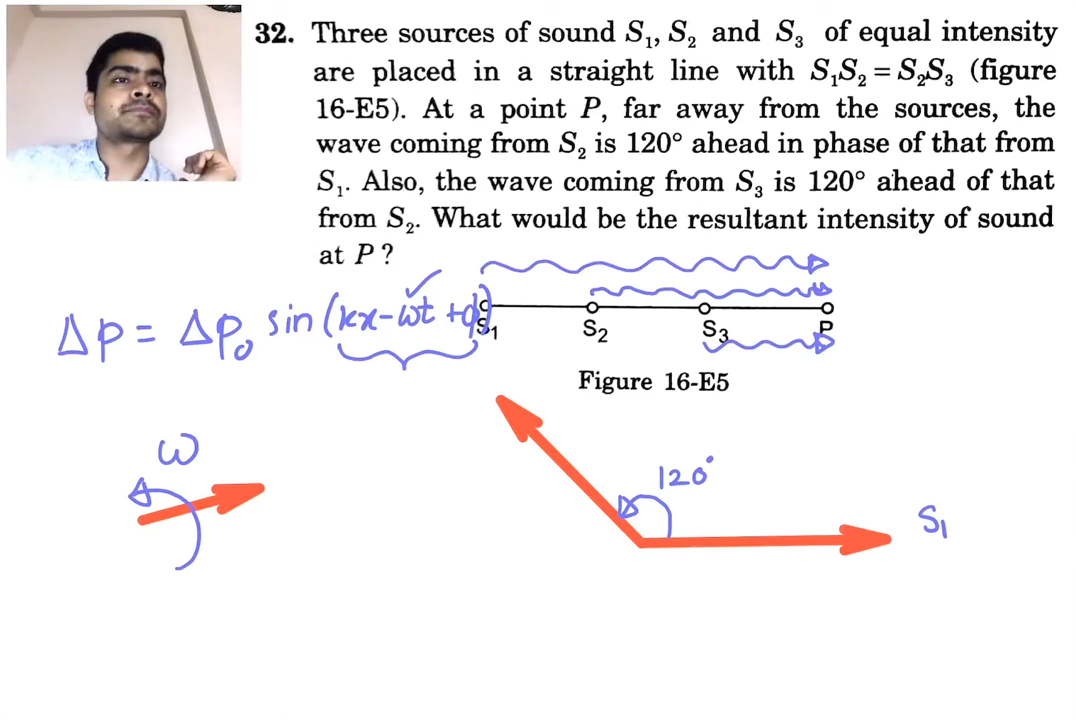 32. Three sources of sound S₁, S₂ and S₃ of equal intensity
are placed in a straight line with S₁S₂ = S₂S₃ (figure
16-E5). At a point P, far away from the sources, the
wave coming from S₂ is 120° ahead in phase of that from
S₁. Also, the wave coming from S₃ is 120° ahead of that
from S₂. What would be the resultant intensity of sound
at P ?
Δp = Δp₀ sin (kx - ωt + ϕ)
S₁ S₂ S₃ P
Figure 16-E5
ω
120°
S₁